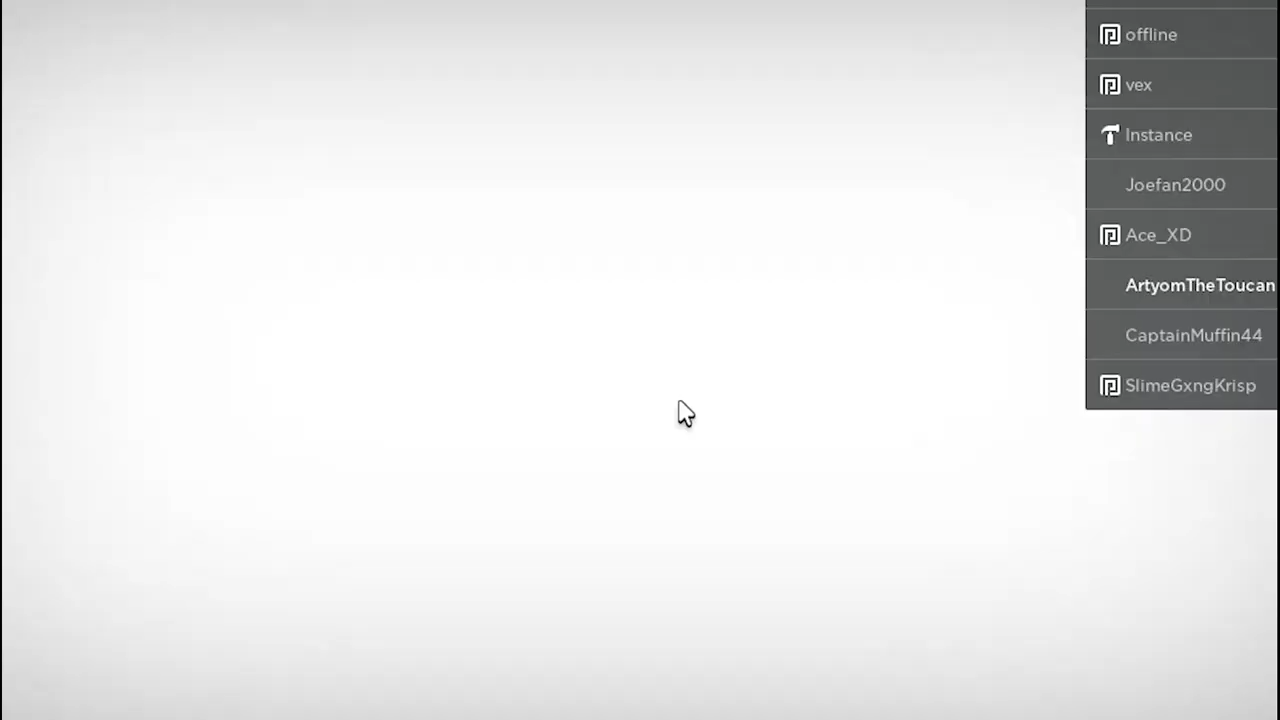 offline
vex
Instance
Joefan2000
Ace_XD
ArtyomTheToucan
CaptainMuffin44
SlimeGxngKrisp